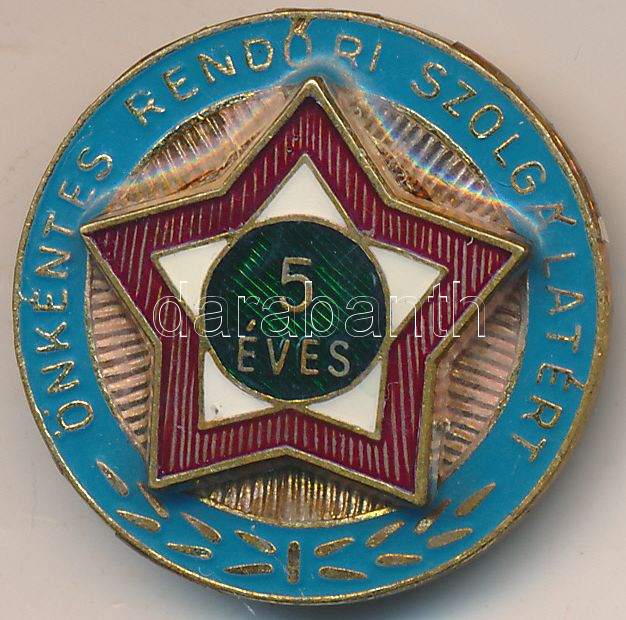 ÖNKÉNTES RENDŐRI SZOLGÁLATÉRT
5
ÉVES
darabanth